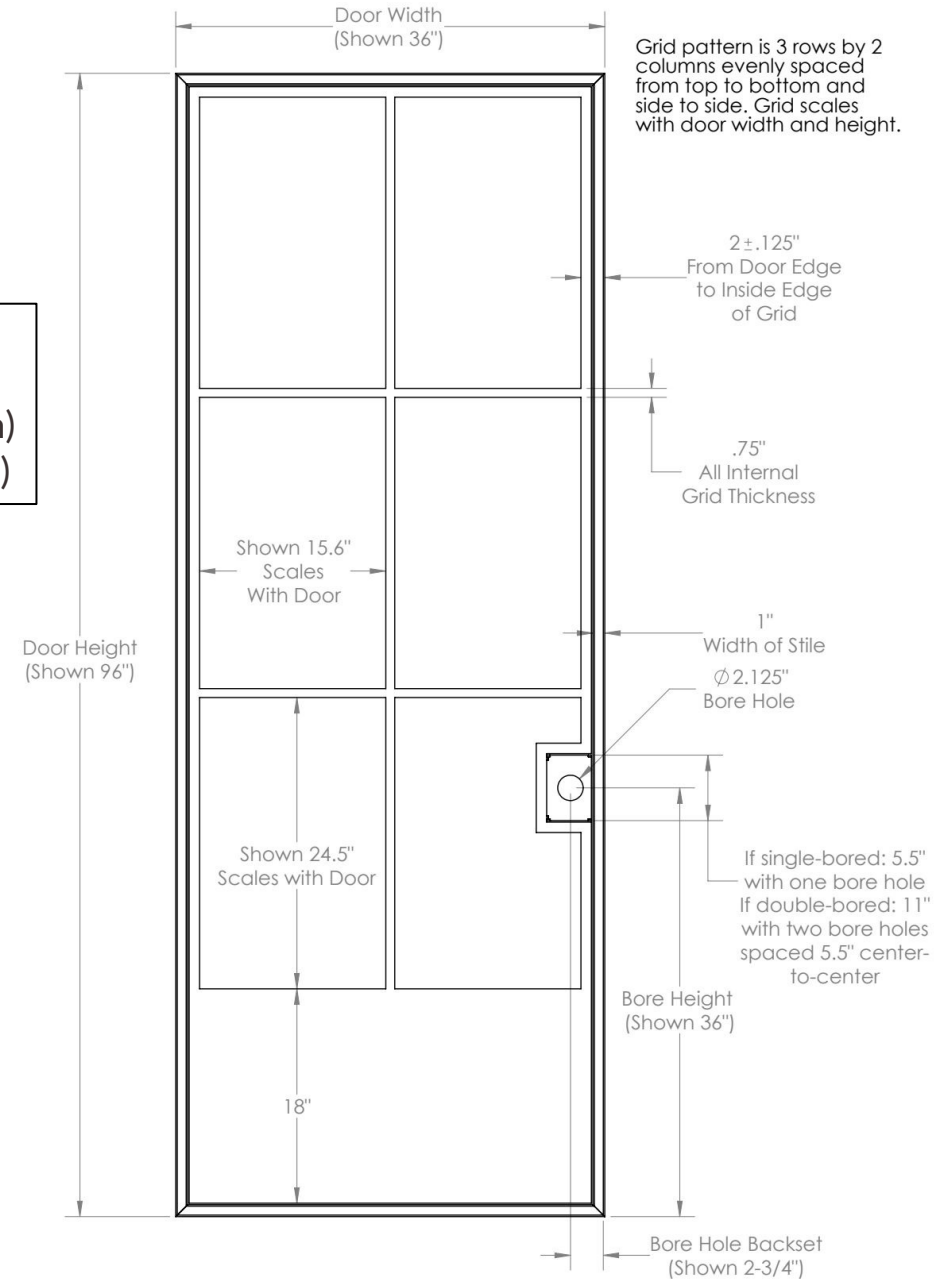 Door Width
(Shown 36")
Grid pattern is 3 rows by 2
columns evenly spaced
from top to bottom and
side to side. Grid scales
with door width and height.
2±.125"
From Door Edge
to Inside Edge
of Grid
)
)
.75"
All Internal
Grid Thickness
Shown 15.6"
Scales
With Door
1"
Width of Stile
Door Height
(Shown 96")
∅2.125"
Bore Hole
Shown 24.5"
Scales with Door
If single-bored: 5.5"
with one bore hole
If double-bored: 11"
with two bore holes
spaced 5.5" center-
to-center
Bore Height
(Shown 36")
18"
Bore Hole Backset
(Shown 2-3/4")